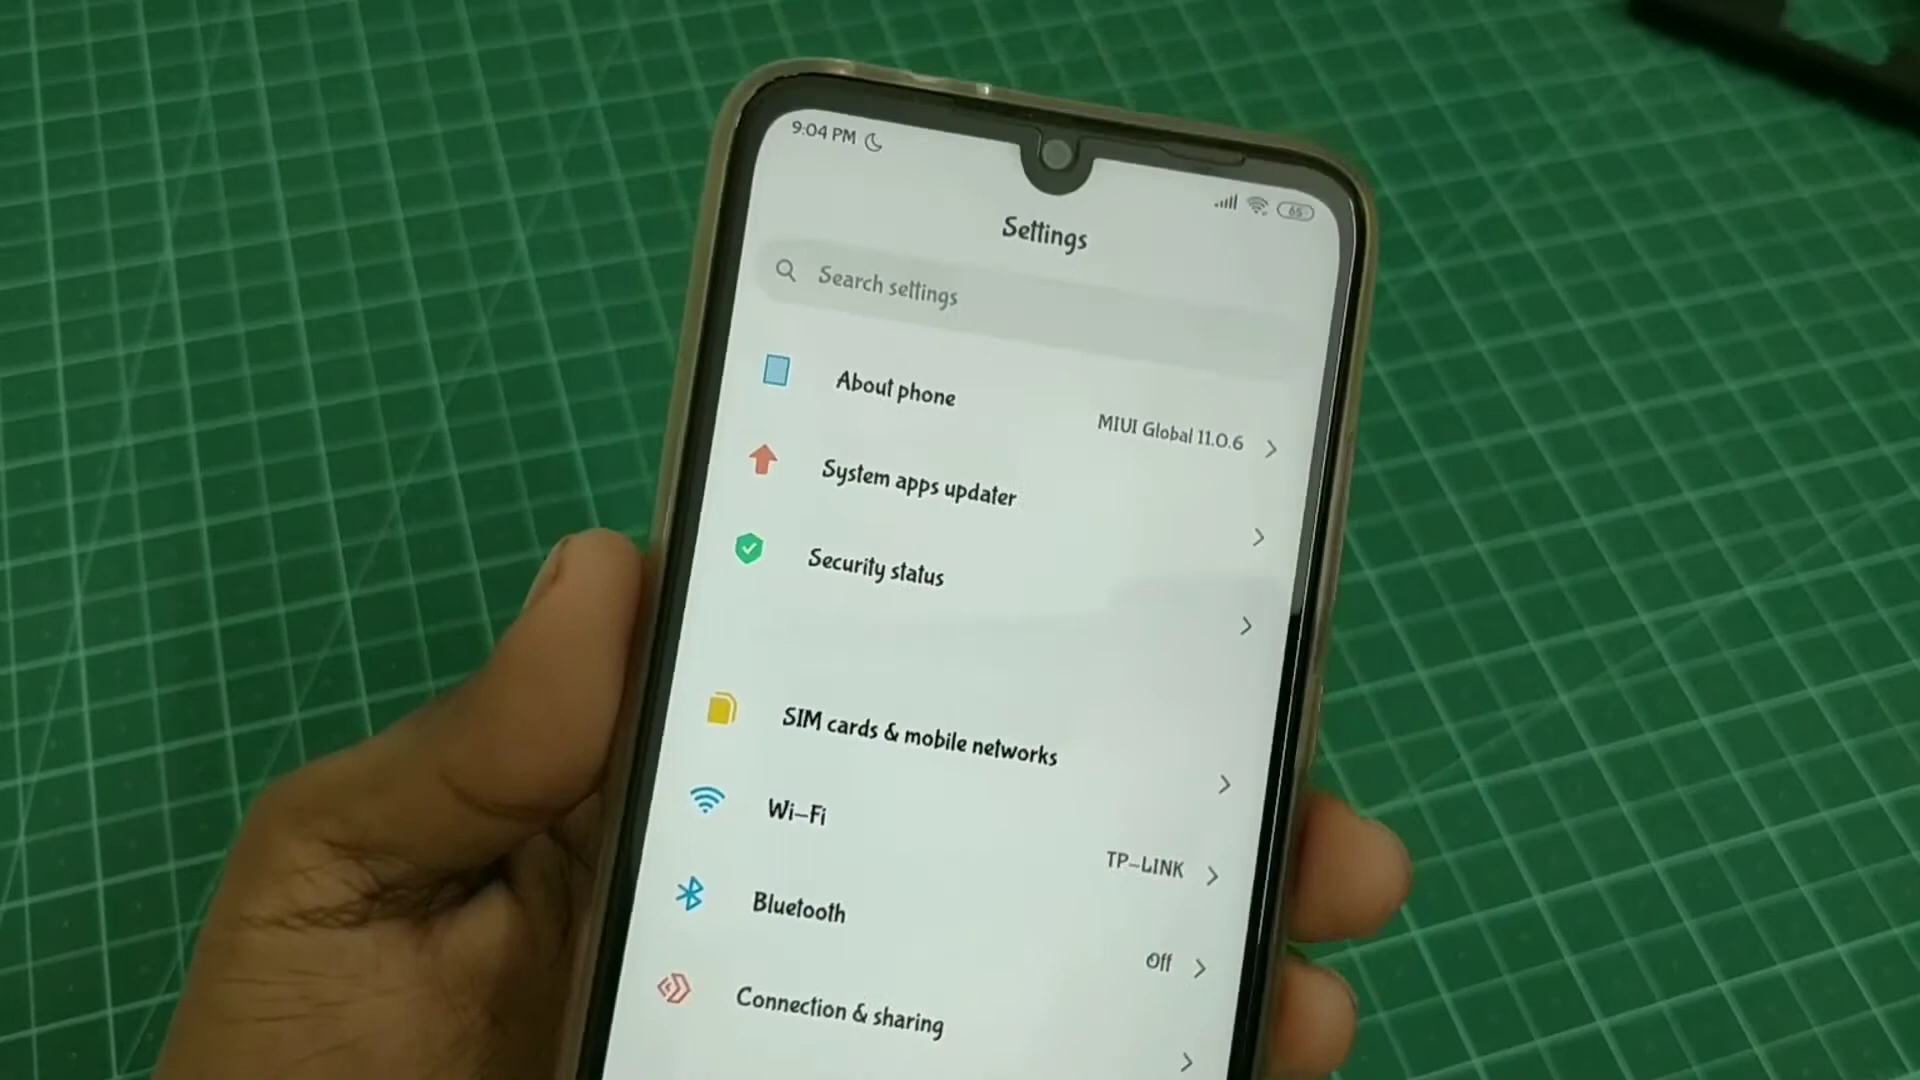 9:04 PM
65
Settings
Search settings
About phone
MIUI Global 11.0.6
System apps updater
Security status
SIM cards & mobile networks
Wi-Fi
TP-LINK
Bluetooth
Off
Connection & sharing